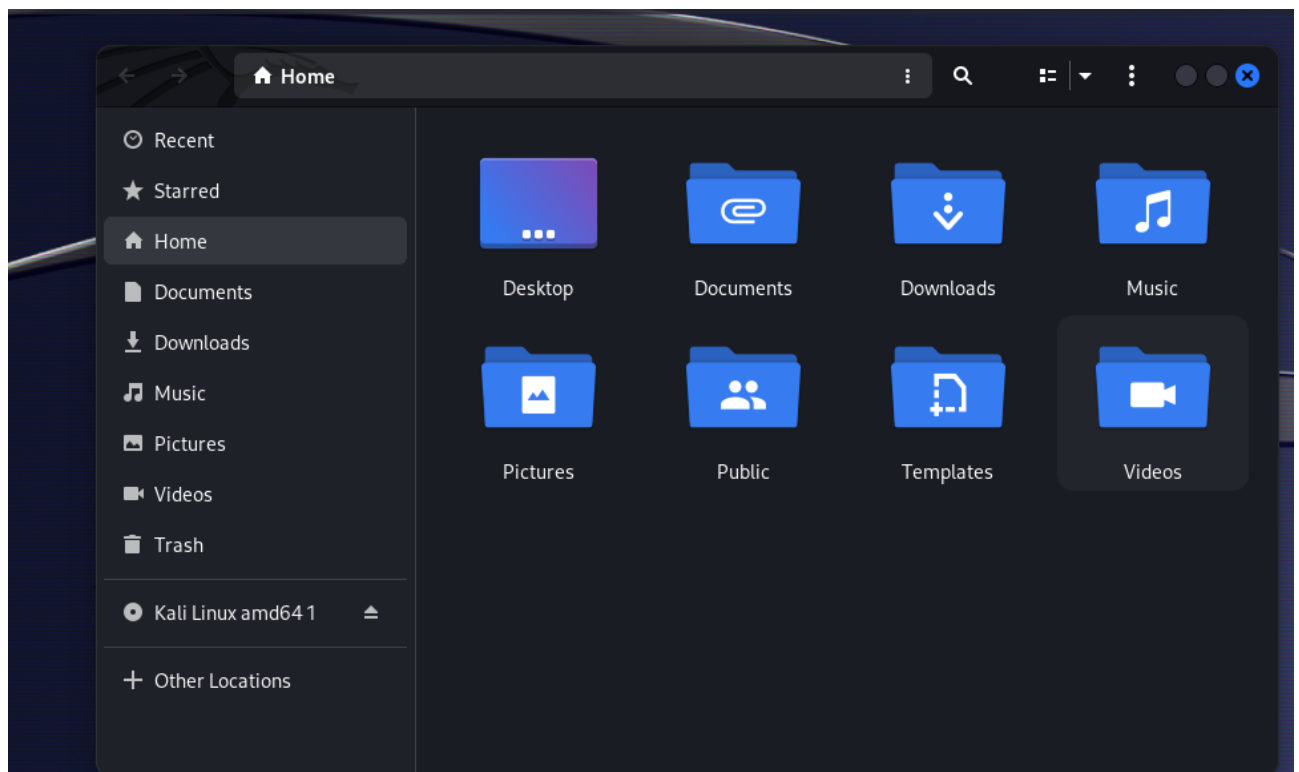 Home
Recent
Starred
Home
Documents
Downloads
Music
Pictures
Videos
Trash
Kali Linux amd64 1
Other Locations
Desktop Documents Downloads Music
Pictures Public Templates Videos